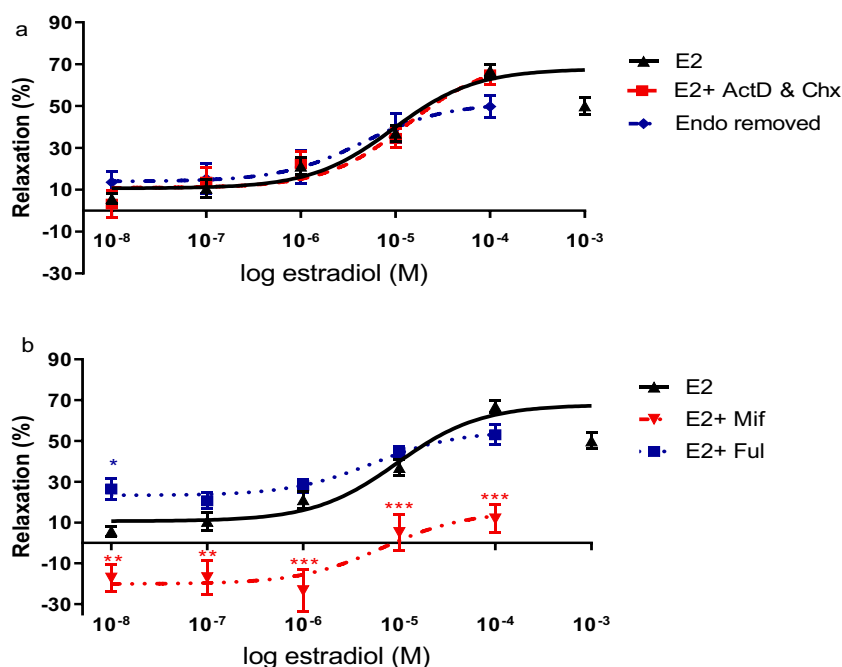 a
Relaxation (%)
90
70
50
30
10
-10
-30
10⁻⁸ 10⁻⁷ 10⁻⁶ 10⁻⁵ 10⁻⁴ 10⁻³
log estradiol (M)
E2
E2+ ActD & Chx
Endo removed
b
Relaxation (%)
90
70
50
30
10
-10
-30
*
** ** *** *** ***
10⁻⁸ 10⁻⁷ 10⁻⁶ 10⁻⁵ 10⁻⁴ 10⁻³
log estradiol (M)
E2
E2+ Mif
E2+ Ful